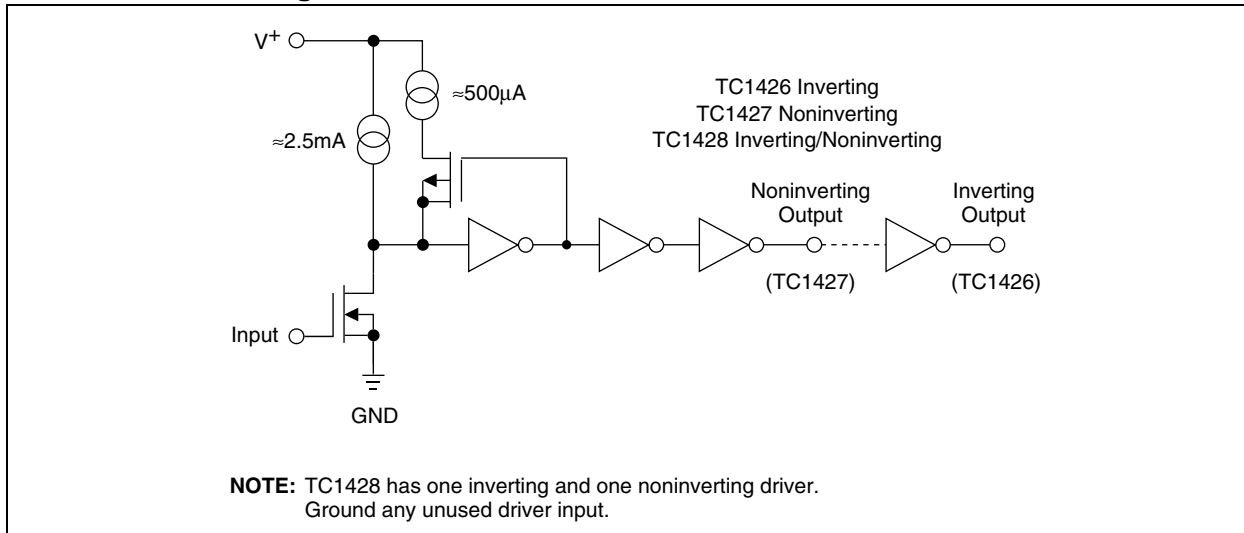 V+
≈500μA
≈2.5mA
TC1426 Inverting
TC1427 Noninverting
TC1428 Inverting/Noninverting
Noninverting
Output
(TC1427)
Inverting
Output
(TC1426)
Input
GND
NOTE: TC1428 has one inverting and one noninverting driver.
Ground any unused driver input.